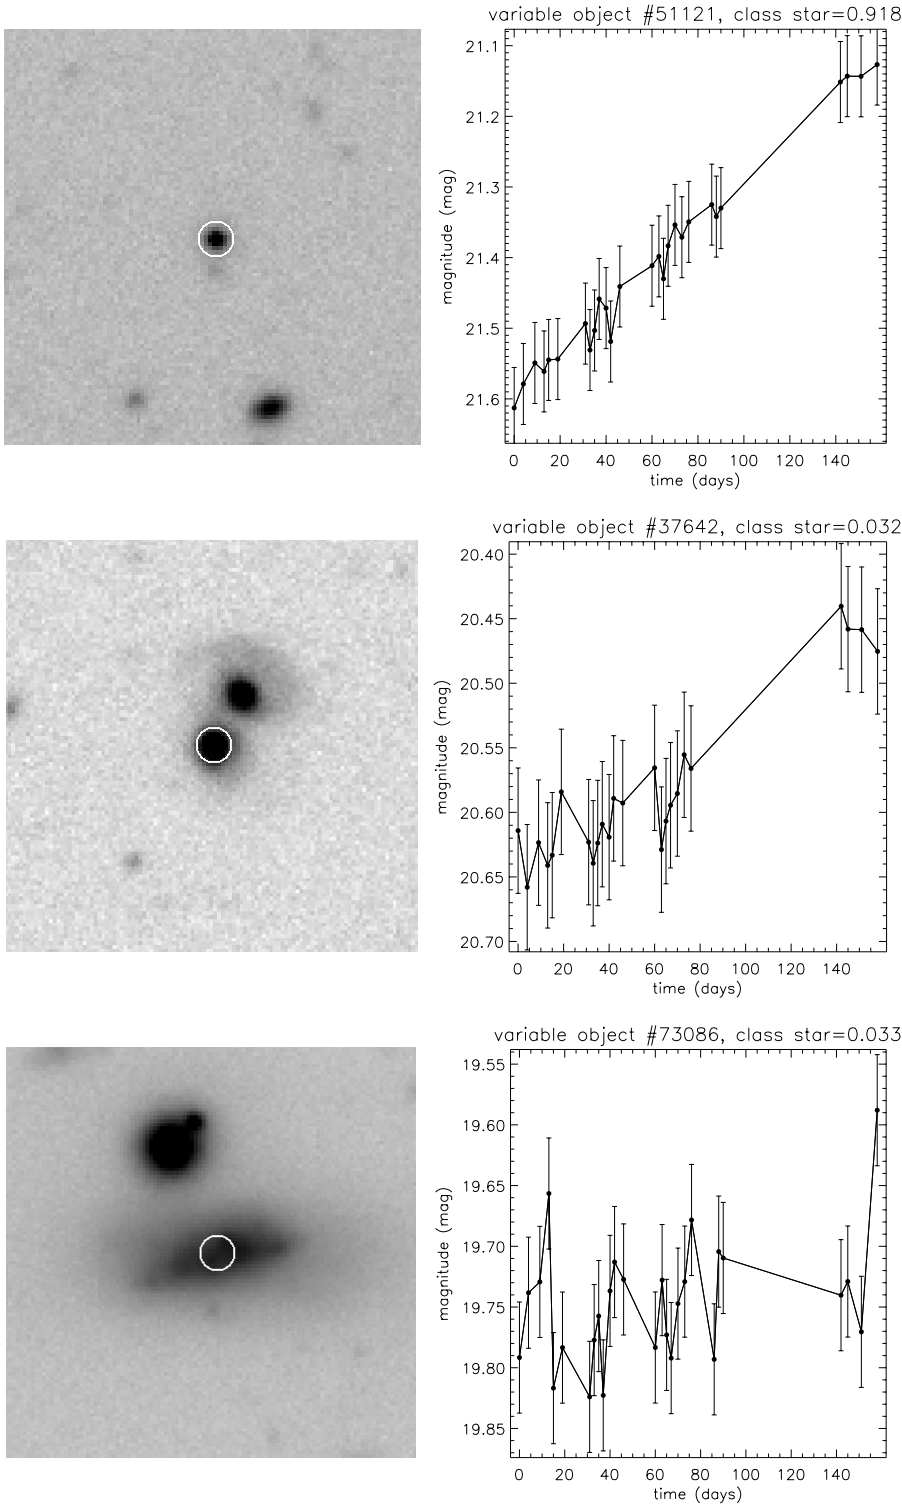 variable object #51121, class star=0.918
21.1
21.2
21.3
21.4
21.5
21.6
magnitude (mag)
0 20 40 60 80 100 120 140
time (days)
variable object #37642, class star=0.032
20.40
20.45
20.50
20.55
20.60
20.65
20.70
magnitude (mag)
0 20 40 60 80 100 120 140
time (days)
variable object #73086, class star=0.033
19.55
19.60
19.65
19.70
19.75
19.80
19.85
magnitude (mag)
0 20 40 60 80 100 120 140
time (days)